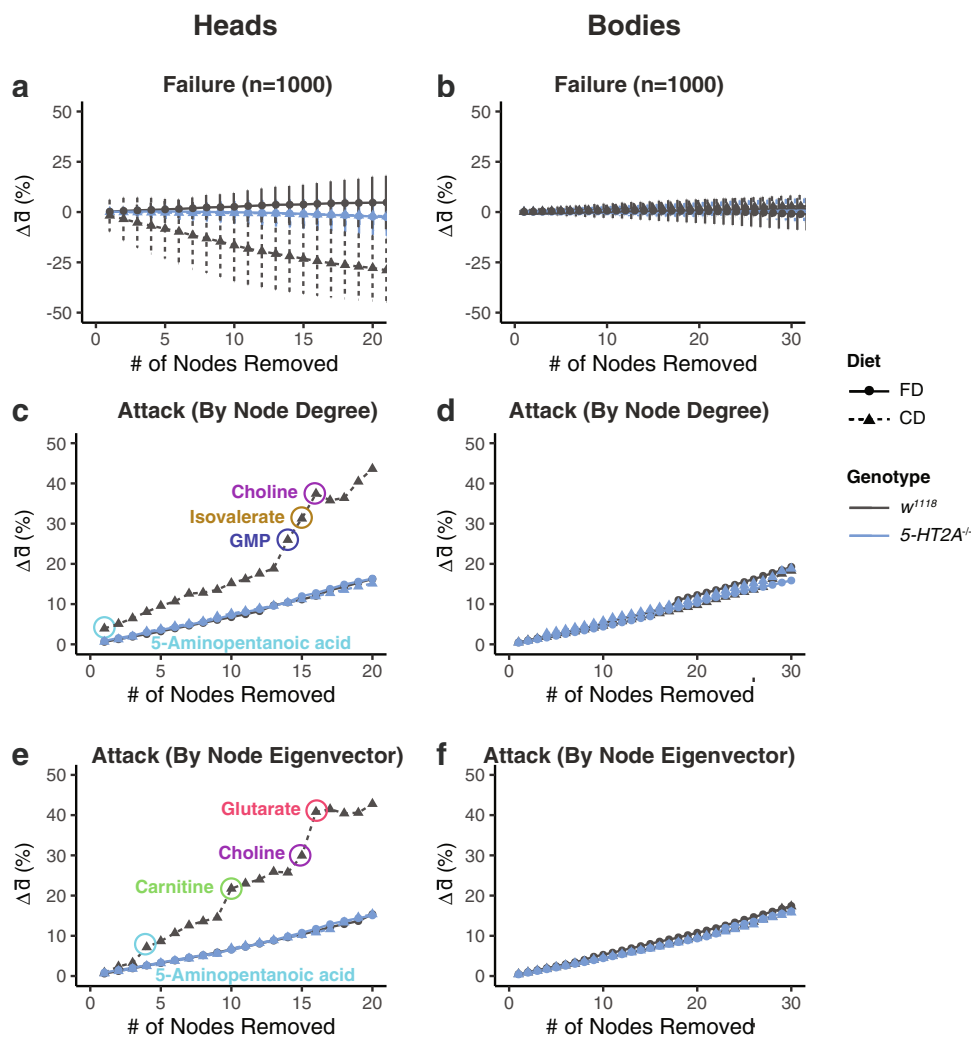 Heads
Bodies
a
Failure (n=1000)
50
25
0
-25
-50
Δd̅ (%)
0
10
20
# of Nodes Removed
b
Failure (n=1000)
50
25
0
-25
-50
Δd̅ (%)
0
10
20
30
# of Nodes Removed
Diet
FD
CD
Genotype
w¹¹¹⁸
5-HT2A⁻/⁻
c
Attack (By Node Degree)
50
40
30
20
10
0
Δd̅ (%)
Choline
Isovalerate
GMP
5-Aminopentanoic acid
0
5
10
15
20
# of Nodes Removed
d
Attack (By Node Degree)
50
40
30
20
10
0
Δd̅ (%)
0
10
20
30
# of Nodes Removed
e
Attack (By Node Eigenvector)
50
40
30
20
10
0
Δd̅ (%)
Glutarate
Choline
Carnitine
5-Aminopentanoic acid
0
5
10
15
20
# of Nodes Removed
f
Attack (By Node Eigenvector)
50
40
30
20
10
0
Δd̅ (%)
0
10
20
30
# of Nodes Removed